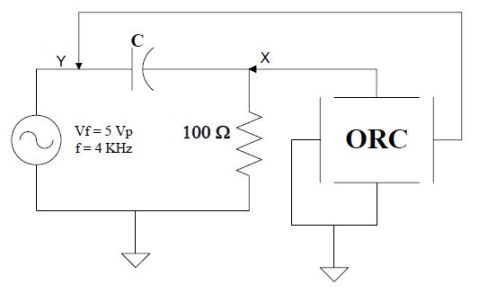 C
Y
X
Vf = 5 Vp
f = 4 KHz
100 Ω
ORC